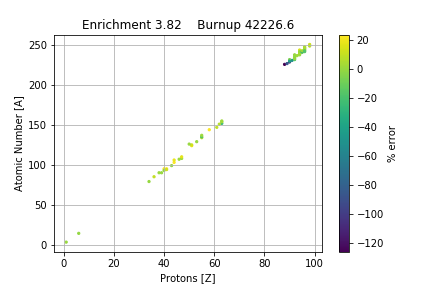 Enrichment 3.82    Burnup 42226.6
Atomic Number [A]
250
200
150
100
50
0
0 20 40 60 80 100
Protons [Z]
20
0
−20
−40
−60
−80
−100
−120
% error